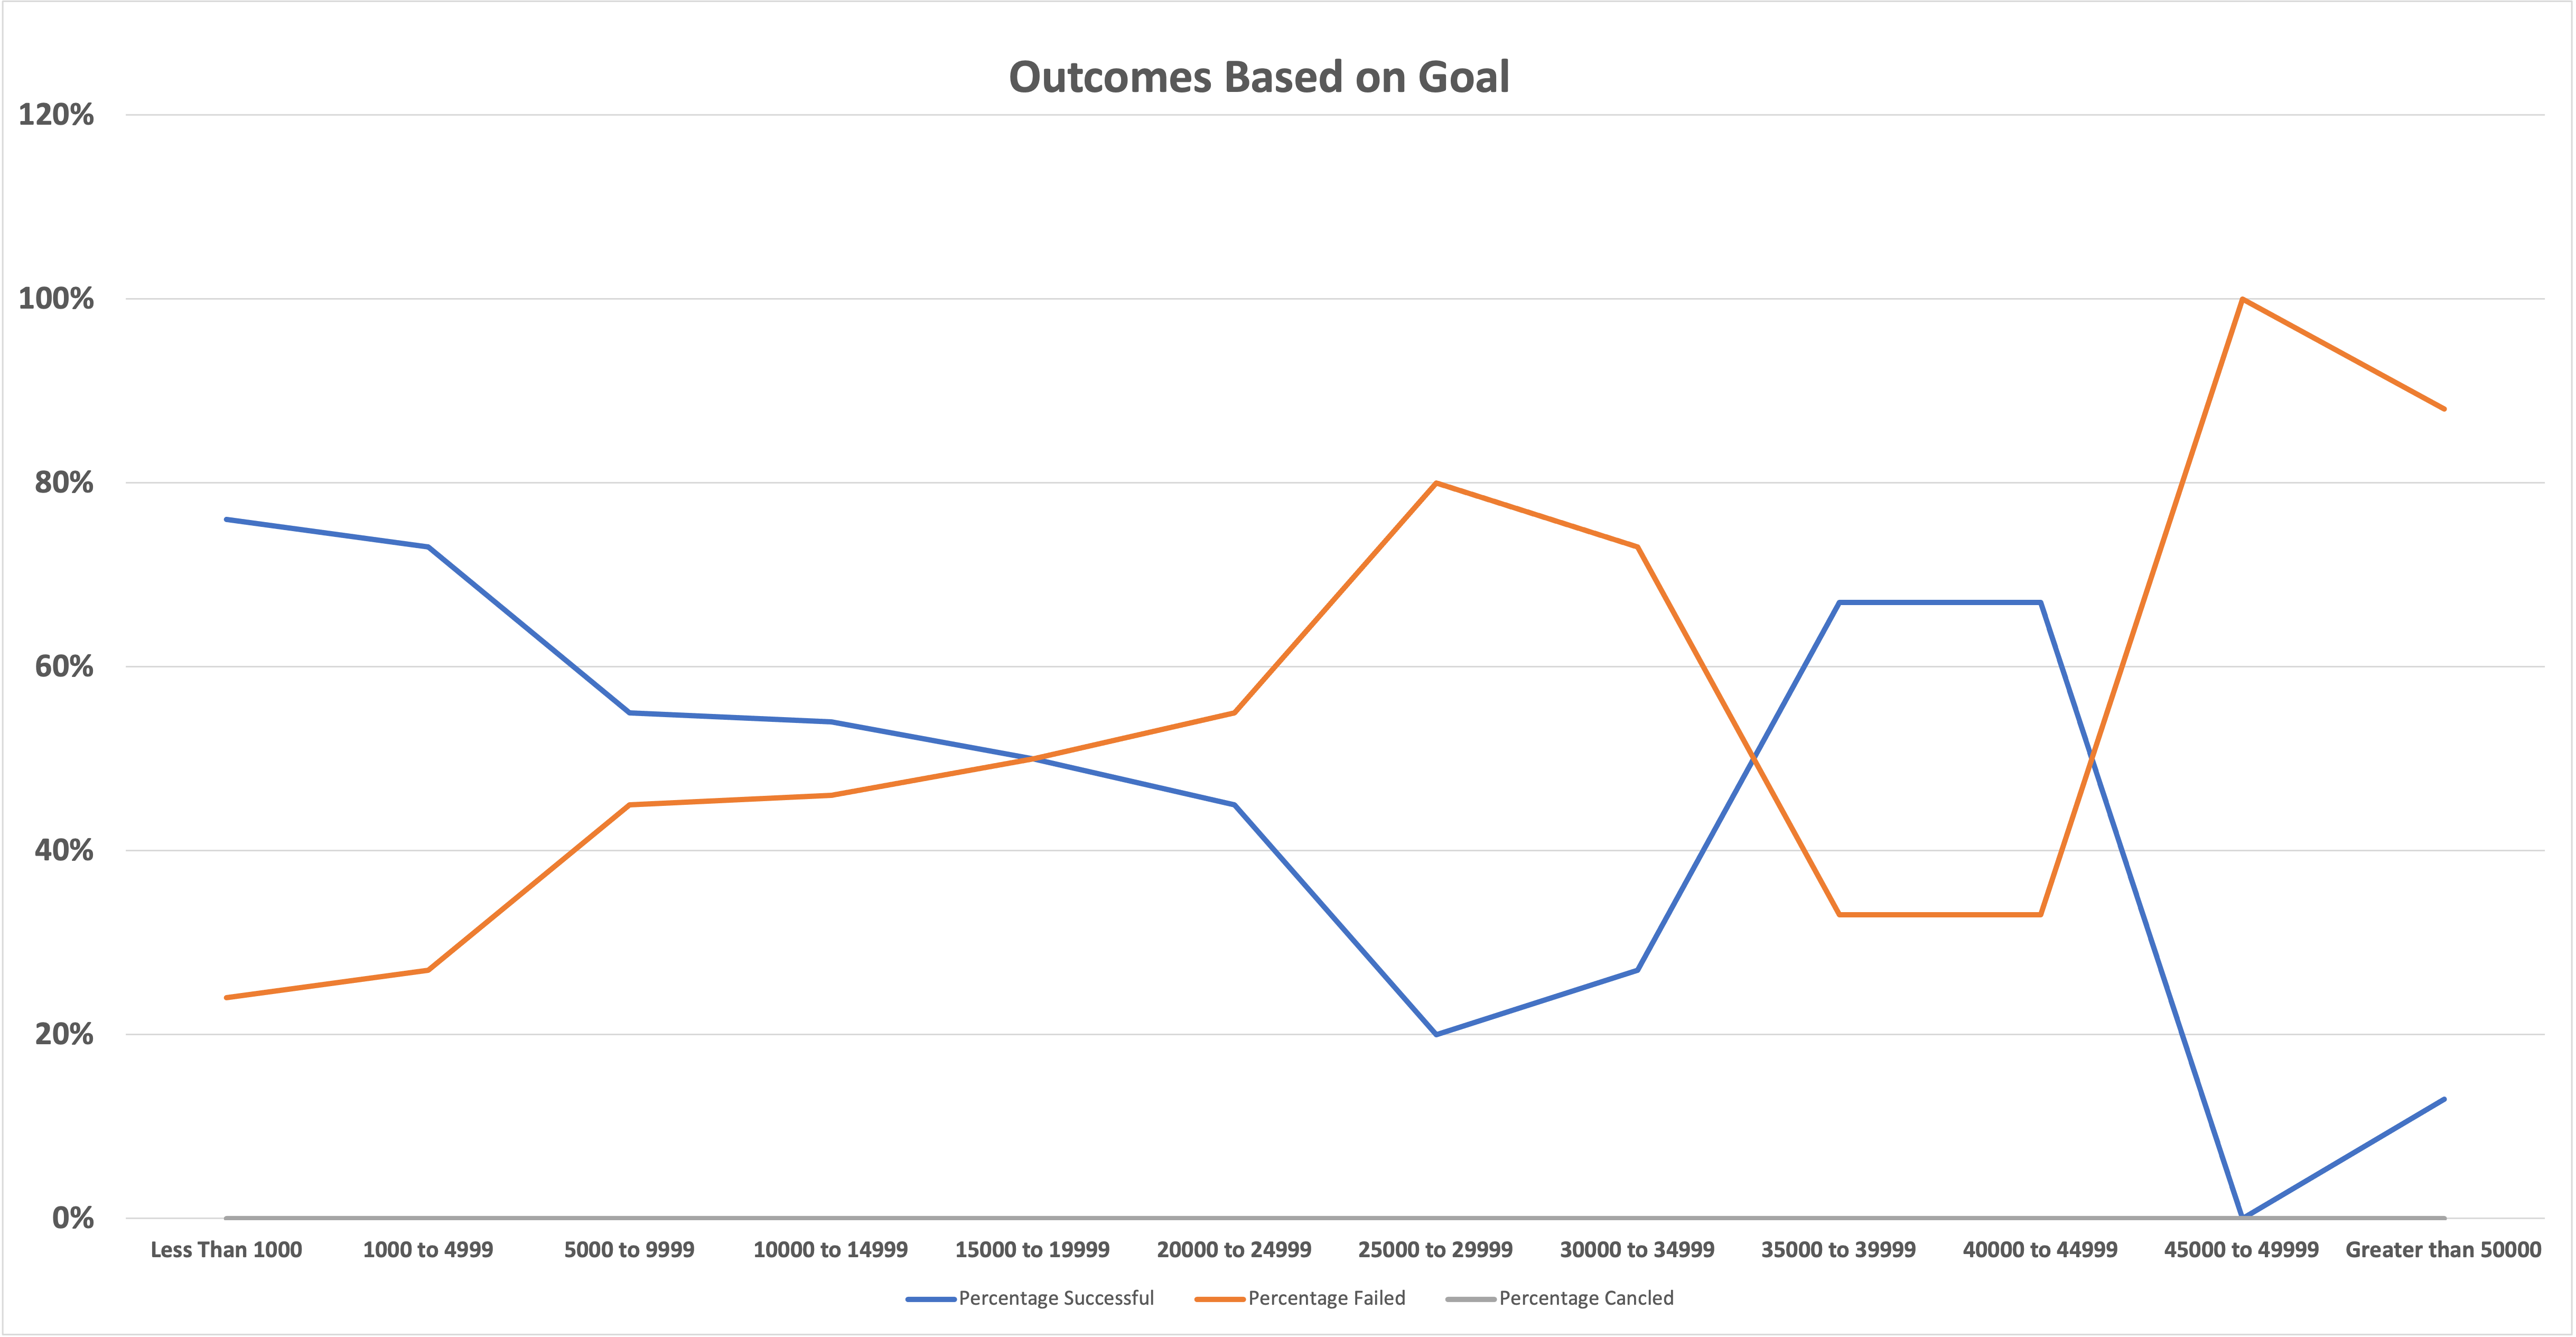 Outcomes Based on Goal
120%
100%
80%
60%
40%
20%
0%
Less Than 1000 1000 to 4999 5000 to 9999 10000 to 14999 15000 to 19999 20000 to 24999 25000 to 29999 30000 to 34999 35000 to 39999 40000 to 44999 45000 to 49999 Greater than 50000
Percentage Successful Percentage Failed Percentage Cancled